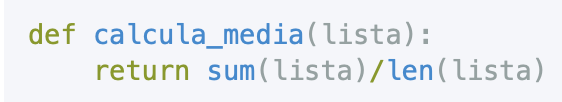 def calcula_media(lista):
    return sum(lista)/len(lista)